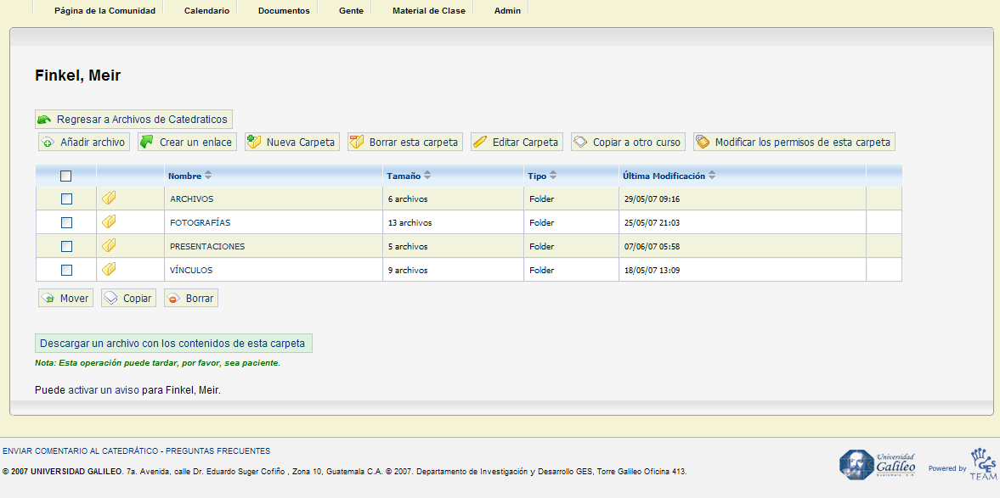 Página de la Comunidad Calendario Documentos Gente Material de Clase Admin
Finkel, Meir
Regresar a Archivos de Catedraticos
Añadir archivo Crear un enlace Nueva Carpeta Borrar esta carpeta Editar Carpeta Copiar a otro curso Modificar los permisos de esta carpeta
Nombre Tamaño Tipo Última Modificación
ARCHIVOS 6 archivos Folder 29/05/07 09:16
FOTOGRAFÍAS 13 archivos Folder 25/05/07 21:03
PRESENTACIONES 5 archivos Folder 07/06/07 05:58
VÍNCULOS 9 archivos Folder 18/05/07 13:09
Mover Copiar Borrar
Descargar un archivo con los contenidos de esta carpeta
Nota: Esta operación puede tardar, por favor, sea paciente.
Puede activar un aviso para Finkel, Meir.
ENVIAR COMENTARIO AL CATEDRÁTICO - PREGUNTAS FRECUENTES
© 2007 UNIVERSIDAD GALILEO. 7a. Avenida, calle Dr. Eduardo Suger Cofiño , Zona 10, Guatemala C.A. © 2007. Departamento de Investigación y Desarrollo GES, Torre Galileo Oficina 413.
Universidad
Galileo
Powered by
GES
TEAM